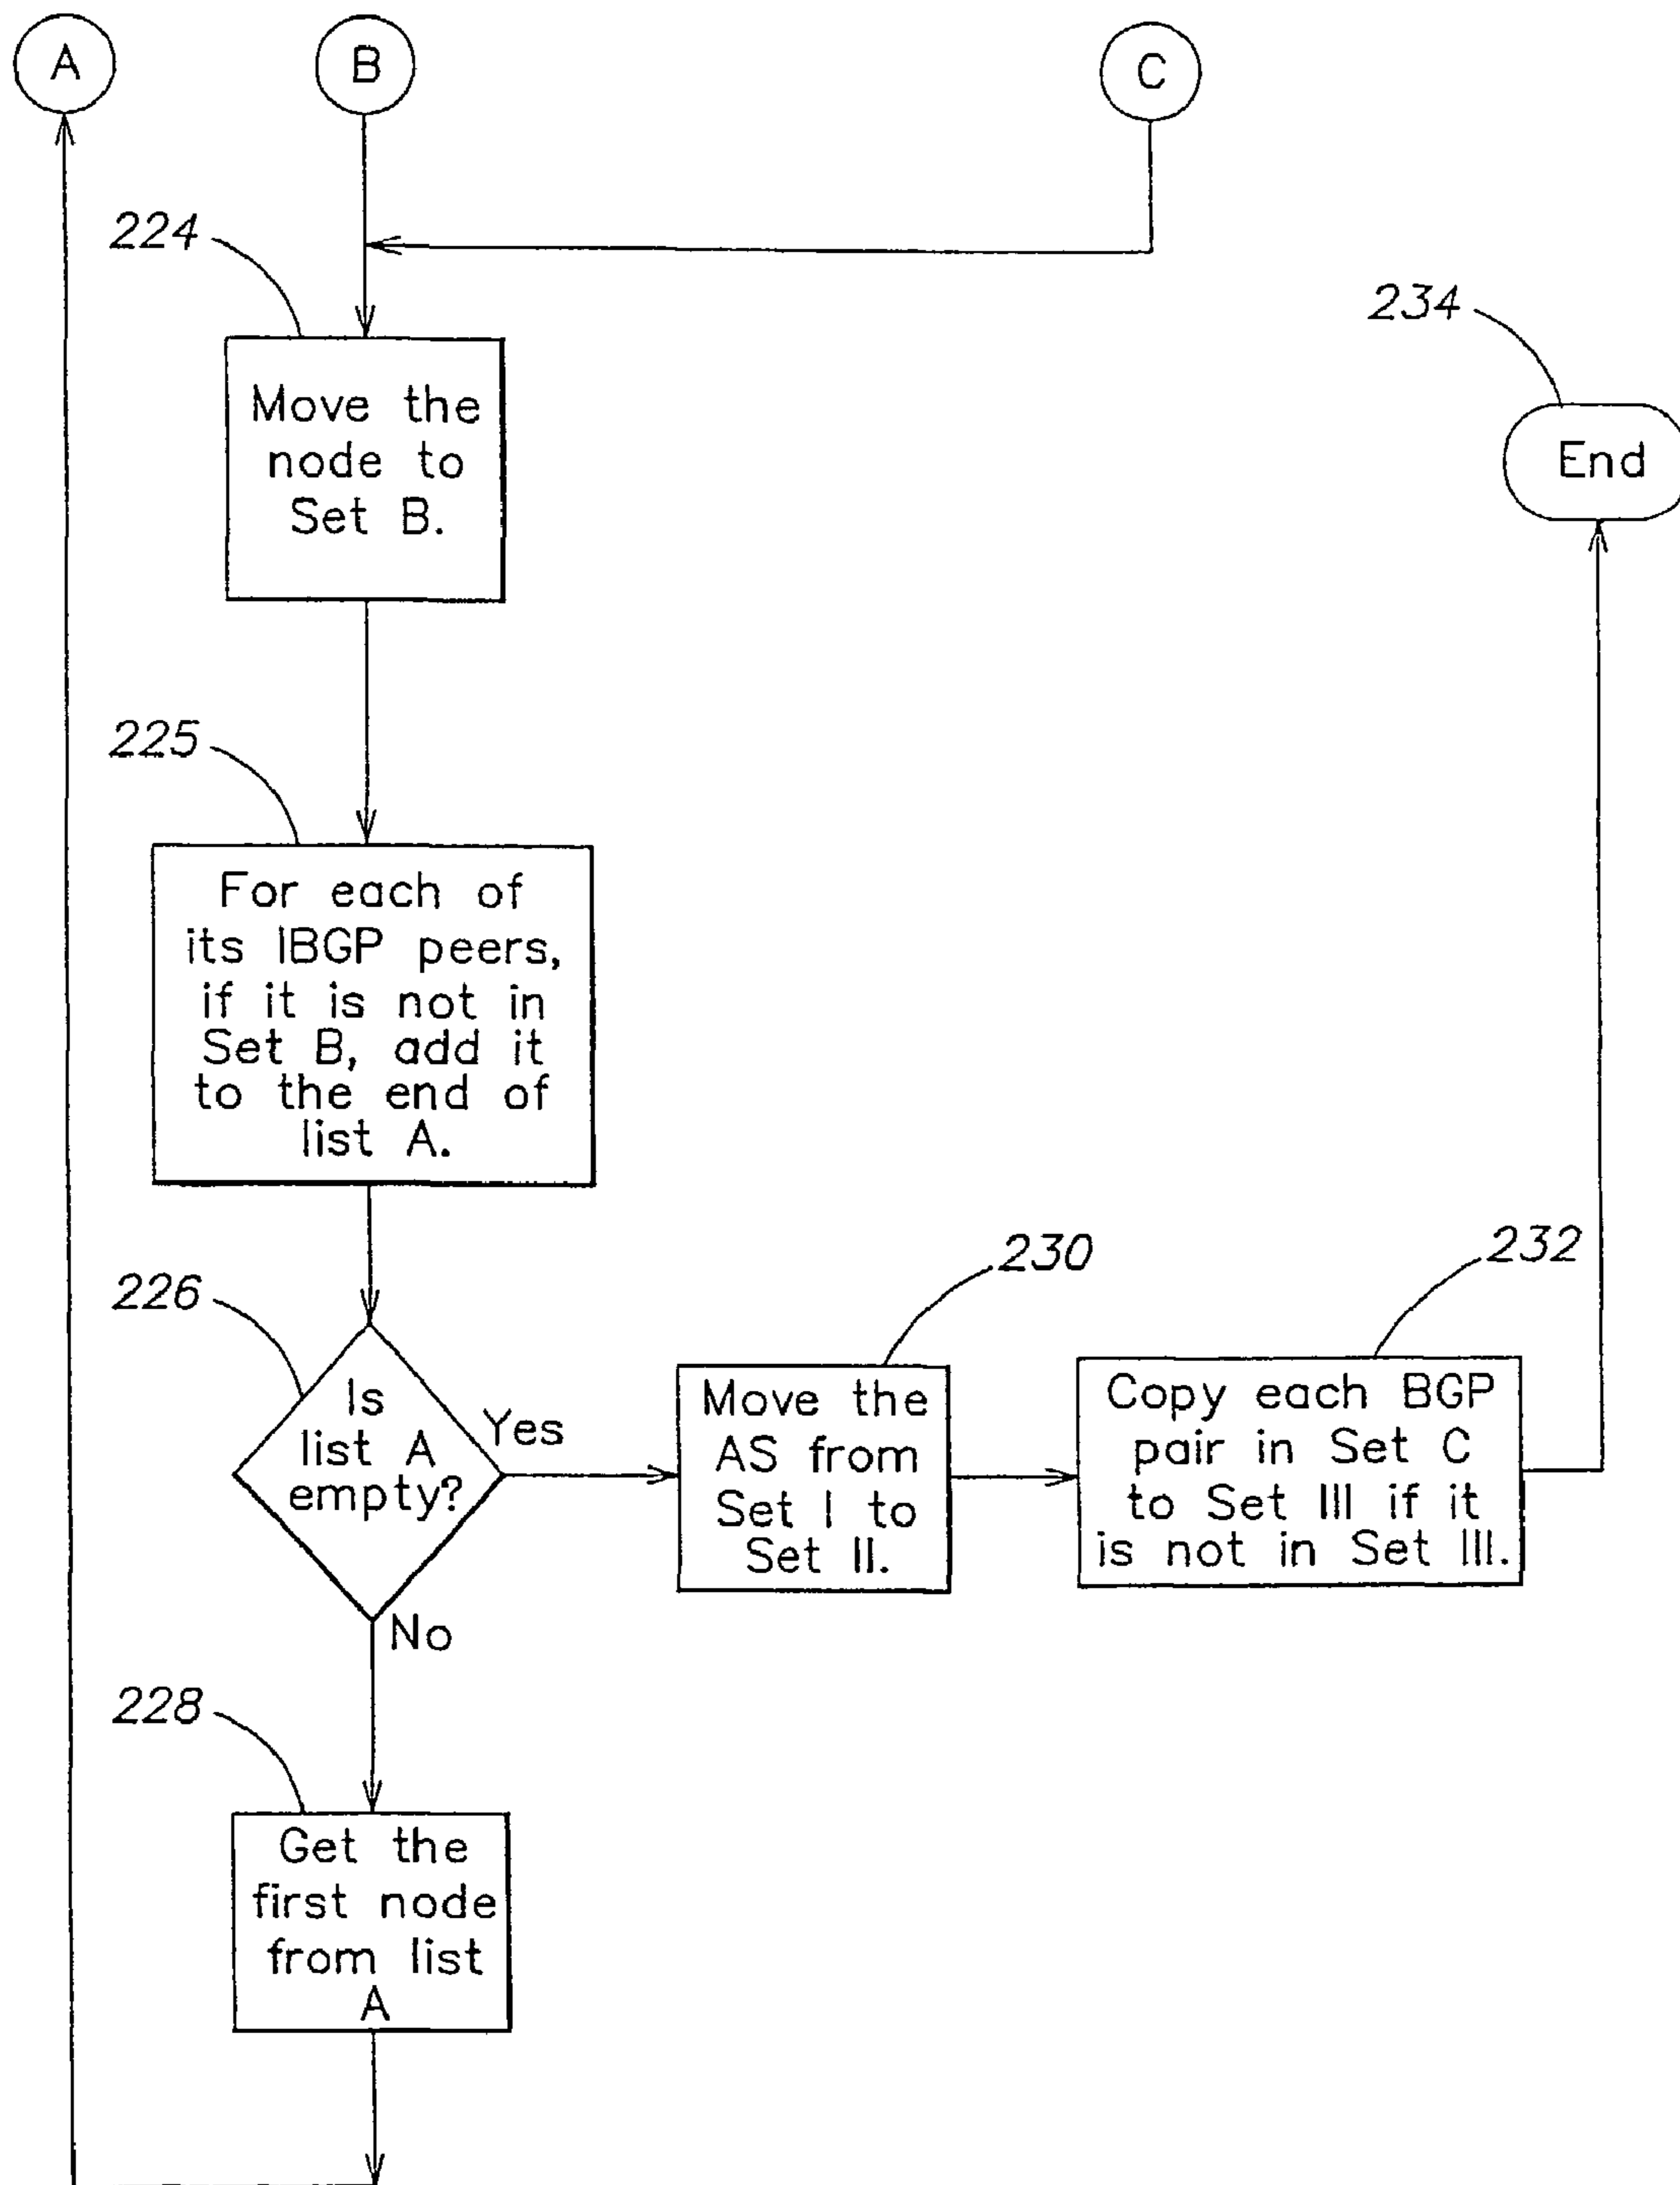 A
B
C
224
234
Move the
node to
Set B.
End
225
For each of
its IBGP peers,
if it is not in
Set B, add it
to the end of
list A.
226
230
232
Is
list A
empty?
Yes
No
Move the
AS from
Set I to
Set II.
Copy each BGP
pair in Set C
to Set III if it
is not in Set III.
228
Get the
first node
from list
A